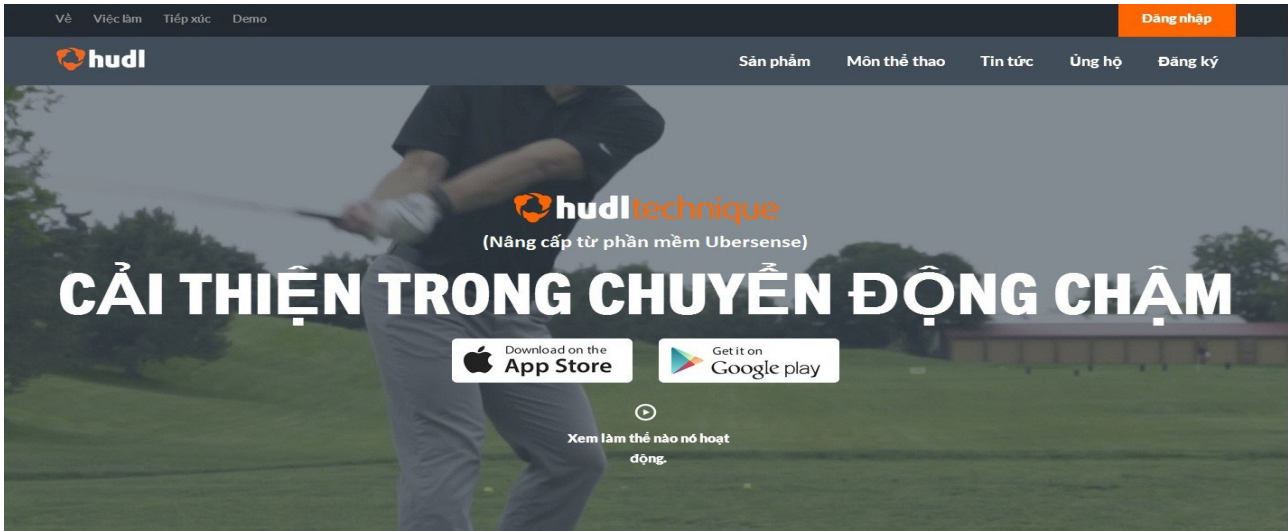 Về Việc làm Tiếp xúc Demo Đăng nhập
hudl Sản phẩm Môn thể thao Tin tức Ủng hộ Đăng ký
hudltechnique
(Nâng cấp từ phần mềm Ubersense)
CẢI THIỆN TRONG CHUYỂN ĐỘNG CHẬM
Download on the
App Store
Get it on
Google play
Xem làm thế nào nó hoạt
động.